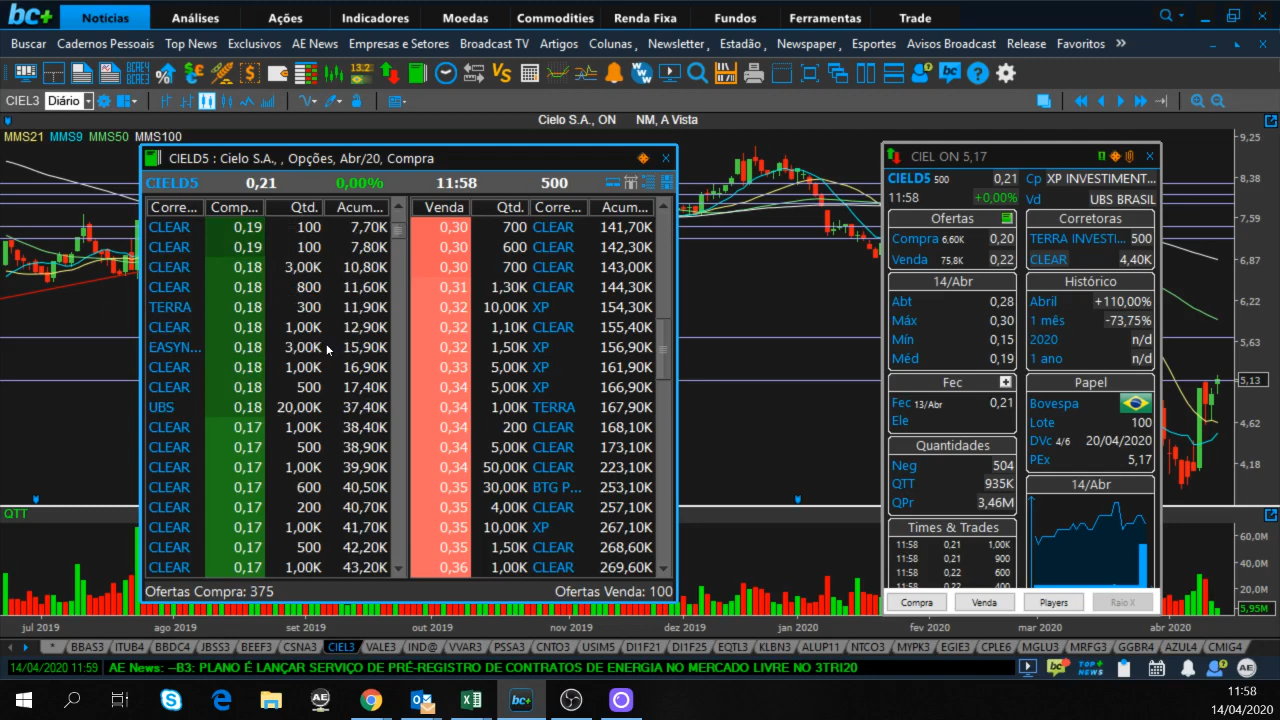 bc+ Notícias Análises Ações Indicadores Moedas Commodities Renda Fixa Fundos Ferramentas Trade
Buscar Cadernos Pessoais Top News Exclusivos AE News Empresas e Setores Broadcast TV Artigos Colunas , Newsletter , Estadão , Newspaper , Esportes Avisos Broadcast Release Favoritos »
CIEL3 Diário
Cielo S.A., ON NM, A Vista
MMS21 MMS9 MMS50 MMS100
CIELD5 : Cielo S.A., , Opções, Abr/20, Compra
CIELD5 0,21 0,00% 11:58 500
Corre... Comp... Qtd. Acum... Venda Qtd. Corre... Acum...
CLEAR 0,19 100 7,70K 0,30 700 CLEAR 141,70K
CLEAR 0,19 100 7,80K 0,30 600 CLEAR 142,30K
CLEAR 0,18 3,00K 10,80K 0,30 700 CLEAR 143,00K
CLEAR 0,18 800 11,60K 0,31 1,30K CLEAR 144,30K
TERRA 0,18 300 11,90K 0,32 10,00K XP 154,30K
CLEAR 0,18 1,00K 12,90K 0,32 1,10K CLEAR 155,40K
EASYN... 0,18 3,00K 15,90K 0,32 1,50K XP 156,90K
CLEAR 0,18 1,00K 16,90K 0,33 5,00K XP 161,90K
CLEAR 0,18 500 17,40K 0,34 5,00K XP 166,90K
UBS 0,18 20,00K 37,40K 0,34 1,00K TERRA 167,90K
CLEAR 0,17 1,00K 38,40K 0,34 200 CLEAR 168,10K
CLEAR 0,17 500 38,90K 0,34 5,00K CLEAR 173,10K
CLEAR 0,17 1,00K 39,90K 0,34 50,00K CLEAR 223,10K
CLEAR 0,17 600 40,50K 0,35 30,00K BTG P... 253,10K
CLEAR 0,17 200 40,70K 0,35 4,00K CLEAR 257,10K
CLEAR 0,17 1,00K 41,70K 0,35 10,00K XP 267,10K
CLEAR 0,17 500 42,20K 0,35 1,50K CLEAR 268,60K
CLEAR 0,17 1,00K 43,20K 0,36 1,00K CLEAR 269,60K
Ofertas Compra: 375 Ofertas Venda: 100
CIEL ON 5,17
CIELD5 500 0,21 Cp XP INVESTIMENT...
11:58 +0,00% Vd UBS BRASIL
Ofertas Corretoras
Compra 6.60K 0,20 TERRA INVESTI... 500
Venda 75.8K 0,22 CLEAR 4,40K
14/Abr Histórico
Abt 0,28 Abril +110,00%
Máx 0,30 1 mês -73,75%
Mín 0,15 2020 n/d
Méd 0,19 1 ano n/d
Fec Papel
Fec 13/Abr 0,21 Bovespa
Ele Lote 100
Quantidades DVc 4/6 20/04/2020
Neg 504 PEx 5,17
QTT 935K 14/Abr
QPr 3,46M
Times & Trades
11:58 0,21 1,00K
11:58 0,21 900
11:58 0,22 600
11:58 0,22 400
Compra Venda Players Raio X
9,25
8,38
7,59
6,87
6,22
5,63
5,13
4,62
4,18
QTT
60,0M
40,0M
20,0M
5,95M
jul 2019 ago 2019 set 2019 out 2019 nov 2019 dez 2019 jan 2020 fev 2020 mar 2020 abr 2020
* BBAS3 ITUB4 BBDC4 JBSS3 BEEF3 CSNA3 CIEL3 VALE3 IND@ VVAR3 PSSA3 CNTO3 USIM5 DI1F21 DI1F25 EQTL3 KLBN3 ALUP11 NTCO3 MYPK3 EGIE3 CPLE6 MGLU3 MRFG3 GGBR4 AZUL4 CMIG4
14/04/2020 11:59 AE News: --B3: PLANO É LANÇAR SERVIÇO DE PRÉ-REGISTRO DE CONTRATOS DE ENERGIA NO MERCADO LIVRE NO 3TRI20
11:58
14/04/2020